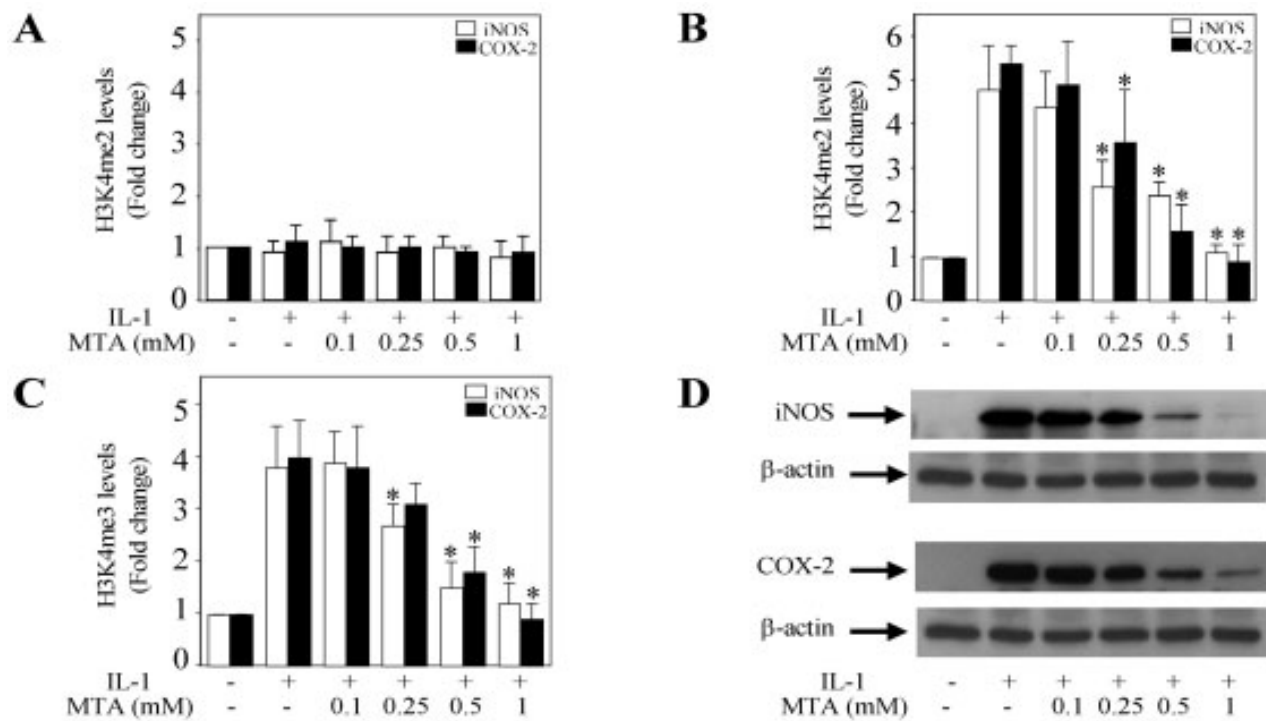 A
5
4
3
2
1
0
H3K4me2 levels
(Fold change)
iNOS
COX-2
IL-1 - + + + + +
MTA (mM) - - 0.1 0.25 0.5 1
B
6
5
4
3
2
1
0
H3K4me2 levels
(Fold change)
iNOS
COX-2
*
* * *
* *
IL-1 - + + + + +
MTA (mM) - - 0.1 0.25 0.5 1
C
5
4
3
2
1
0
H3K4me3 levels
(Fold change)
iNOS
COX-2
*
* *
* *
IL-1 - + + + + +
MTA (mM) - - 0.1 0.25 0.5 1
D
iNOS
β-actin
COX-2
β-actin
IL-1 - + + + + +
MTA (mM) - - 0.1 0.25 0.5 1